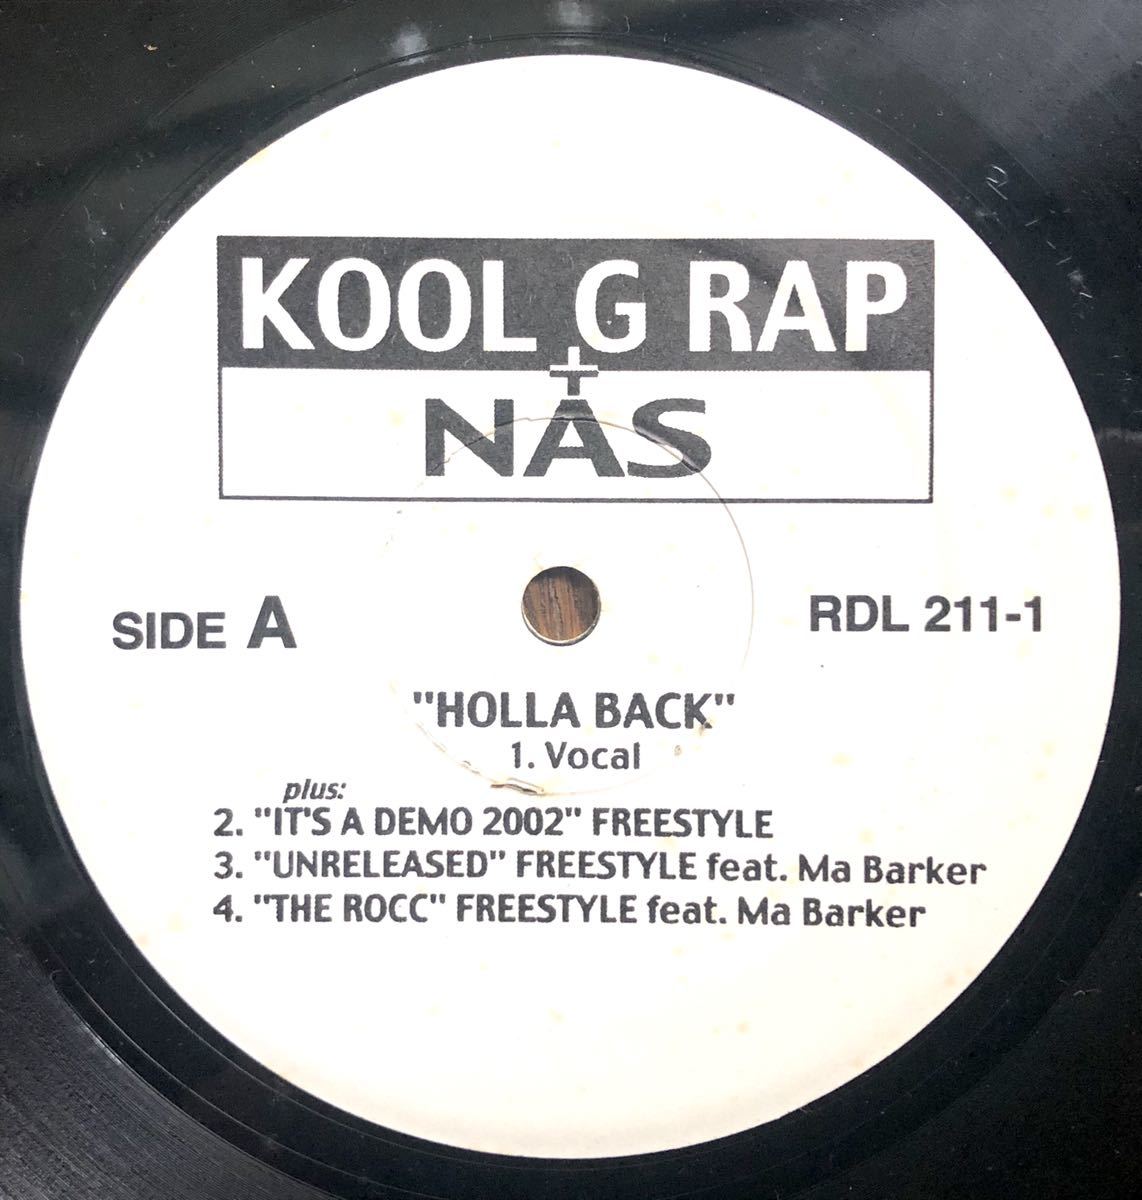 KOOL G RAP
+
NAS
SIDE A
RDL 211-1
"HOLLA BACK"
1. Vocal
plus:
2. "IT'S A DEMO 2002" FREESTYLE
3. "UNRELEASED" FREESTYLE feat. Ma Barker
4. "THE ROCC" FREESTYLE feat. Ma Barker